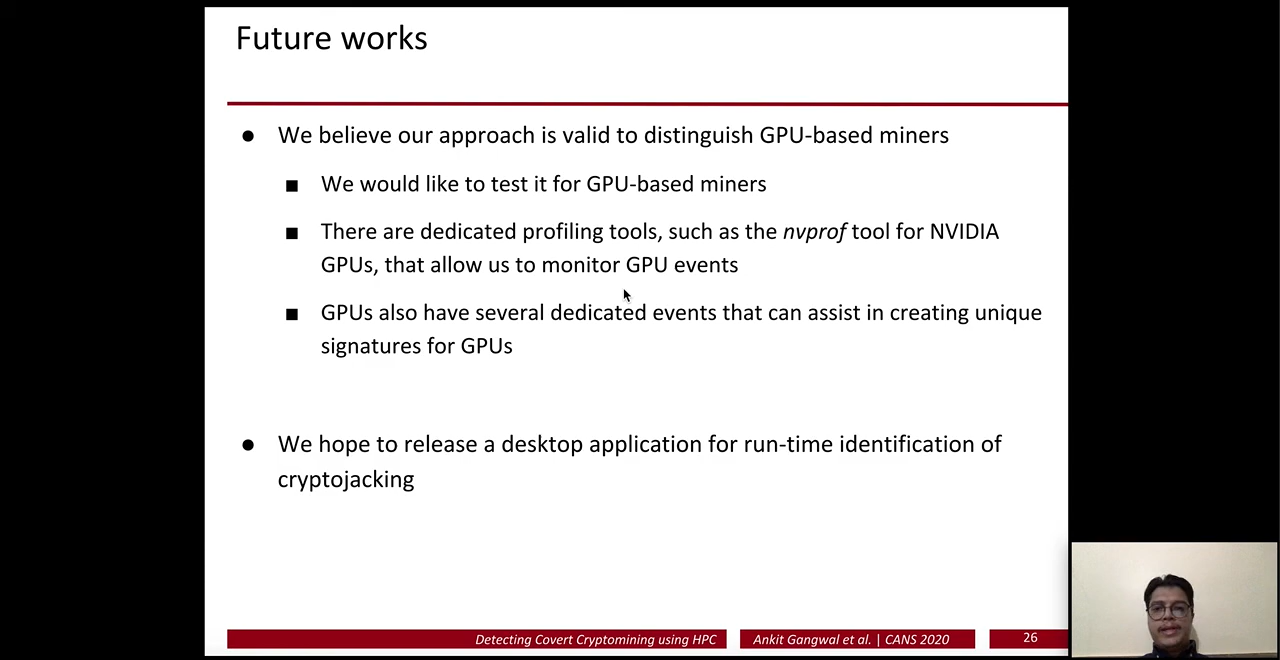 Future works
● We believe our approach is valid to distinguish GPU-based miners
■ We would like to test it for GPU-based miners
■ There are dedicated profiling tools, such as the nvprof tool for NVIDIA
GPUs, that allow us to monitor GPU events
■ GPUs also have several dedicated events that can assist in creating unique
signatures for GPUs
● We hope to release a desktop application for run-time identification of
cryptojacking
Detecting Covert Cryptomining using HPC
Ankit Gangwal et al. | CANS 2020
26